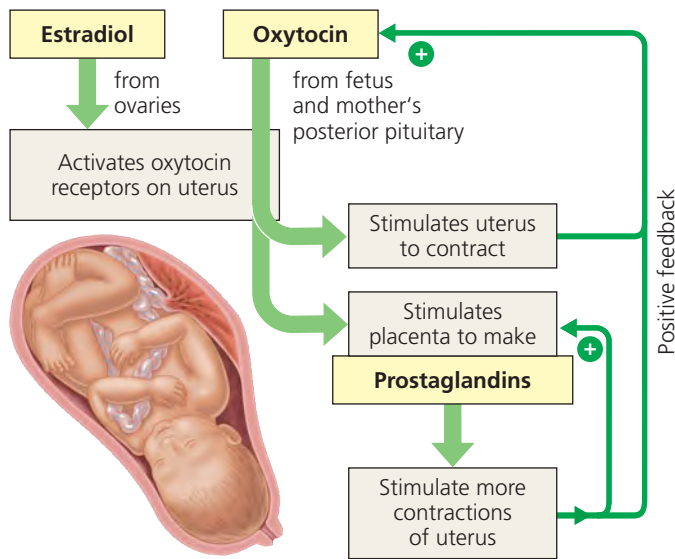 Estradiol
Oxytocin
+
from
ovaries
from fetus
and mother's
posterior pituitary
Activates oxytocin
receptors on uterus
Stimulates uterus
to contract
Positive feedback
Stimulates
placenta to make
+
Prostaglandins
Stimulate more
contractions
of uterus